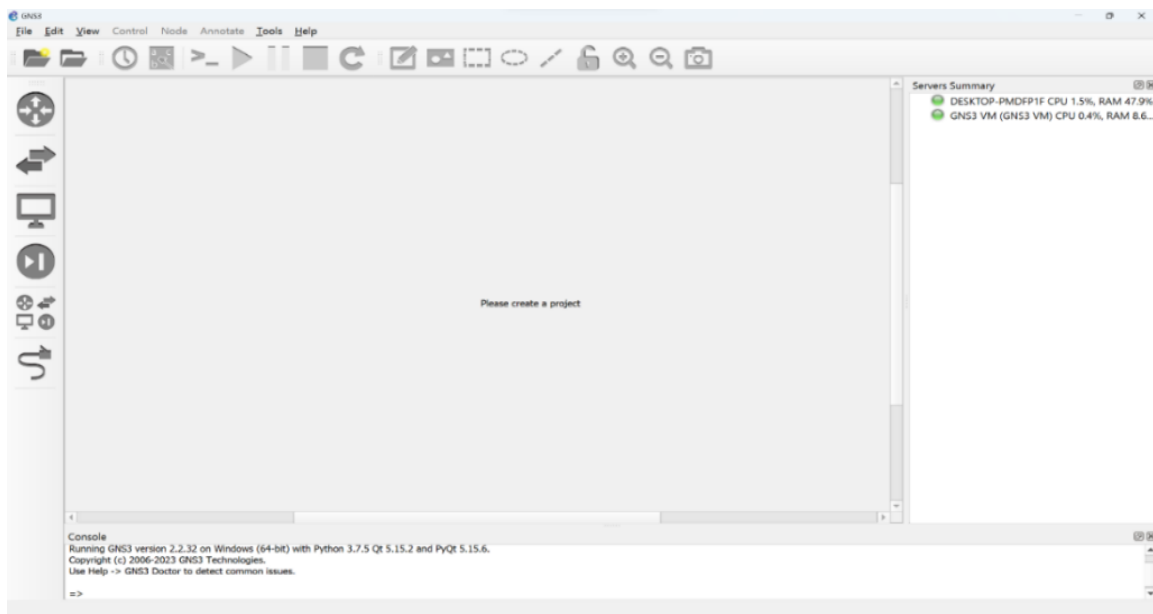 GNS3
File Edit View Control Node Annotate Tools Help
Please create a project
Servers Summary
DESKTOP-PMDFP1F CPU 1.5%, RAM 47.9%
GNS3 VM (GNS3 VM) CPU 0.4%, RAM 8.6...
Console
Running GNS3 version 2.2.32 on Windows (64-bit) with Python 3.7.5 Qt 5.15.2 and PyQt 5.15.6.
Copyright (c) 2006-2023 GNS3 Technologies.
Use Help -> GNS3 Doctor to detect common issues.
=>